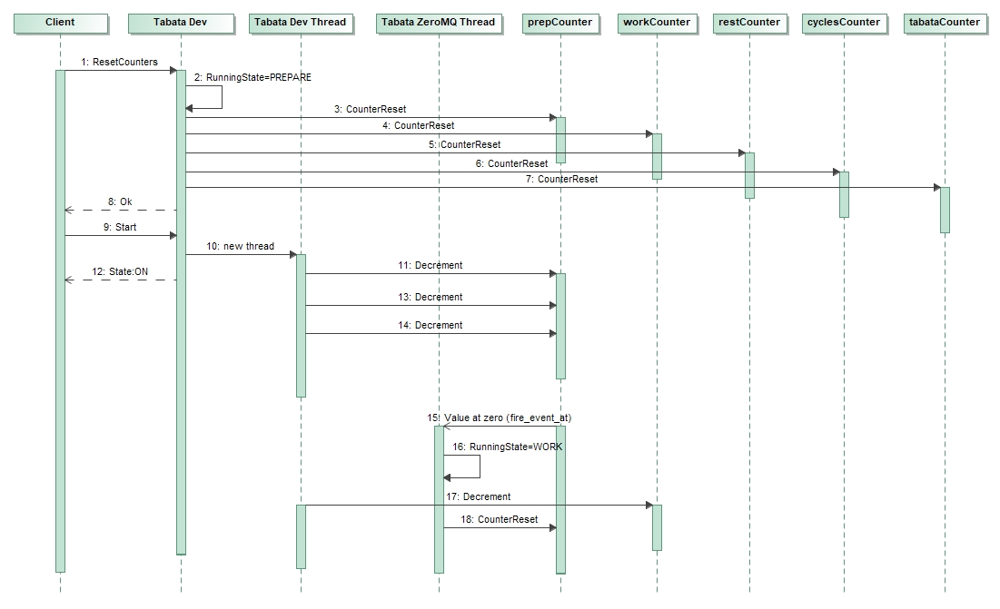 Client
Tabata Dev
Tabata Dev Thread
Tabata ZeroMQ Thread
prepCounter
workCounter
restCounter
cyclesCounter
tabataCounter
1: ResetCounters
2: RunningState=PREPARE
3: CounterReset
4: CounterReset
5: CounterReset
6: CounterReset
7: CounterReset
8: Ok
9: Start
10: new thread
11: Decrement
12: State:ON
13: Decrement
14: Decrement
15: Value at zero (fire_event_at)
16: RunningState=WORK
17: Decrement
18: CounterReset